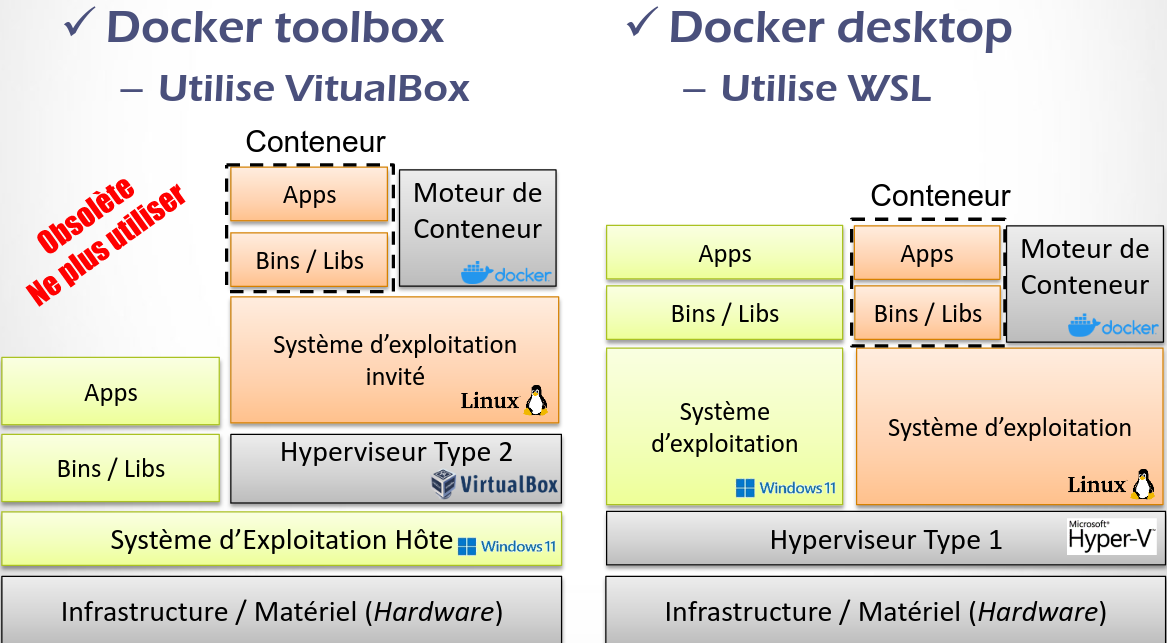 ✓ Docker toolbox
– Utilise VitualBox
Conteneur
Obsolète
Ne plus utiliser
Apps
Bins / Libs
Moteur de
Conteneur
docker
Système d’exploitation
invité
Linux
Apps
Bins / Libs
Hyperviseur Type 2
VirtualBox
Système d’Exploitation Hôte
Windows 11
Infrastructure / Matériel (Hardware)
✓ Docker desktop
– Utilise WSL
Conteneur
Apps
Bins / Libs
Apps
Bins / Libs
Moteur de
Conteneur
docker
Système
d’exploitation
Windows 11
Système d’exploitation
Linux
Hyperviseur Type 1
Microsoft®
Hyper-V™
Infrastructure / Matériel (Hardware)